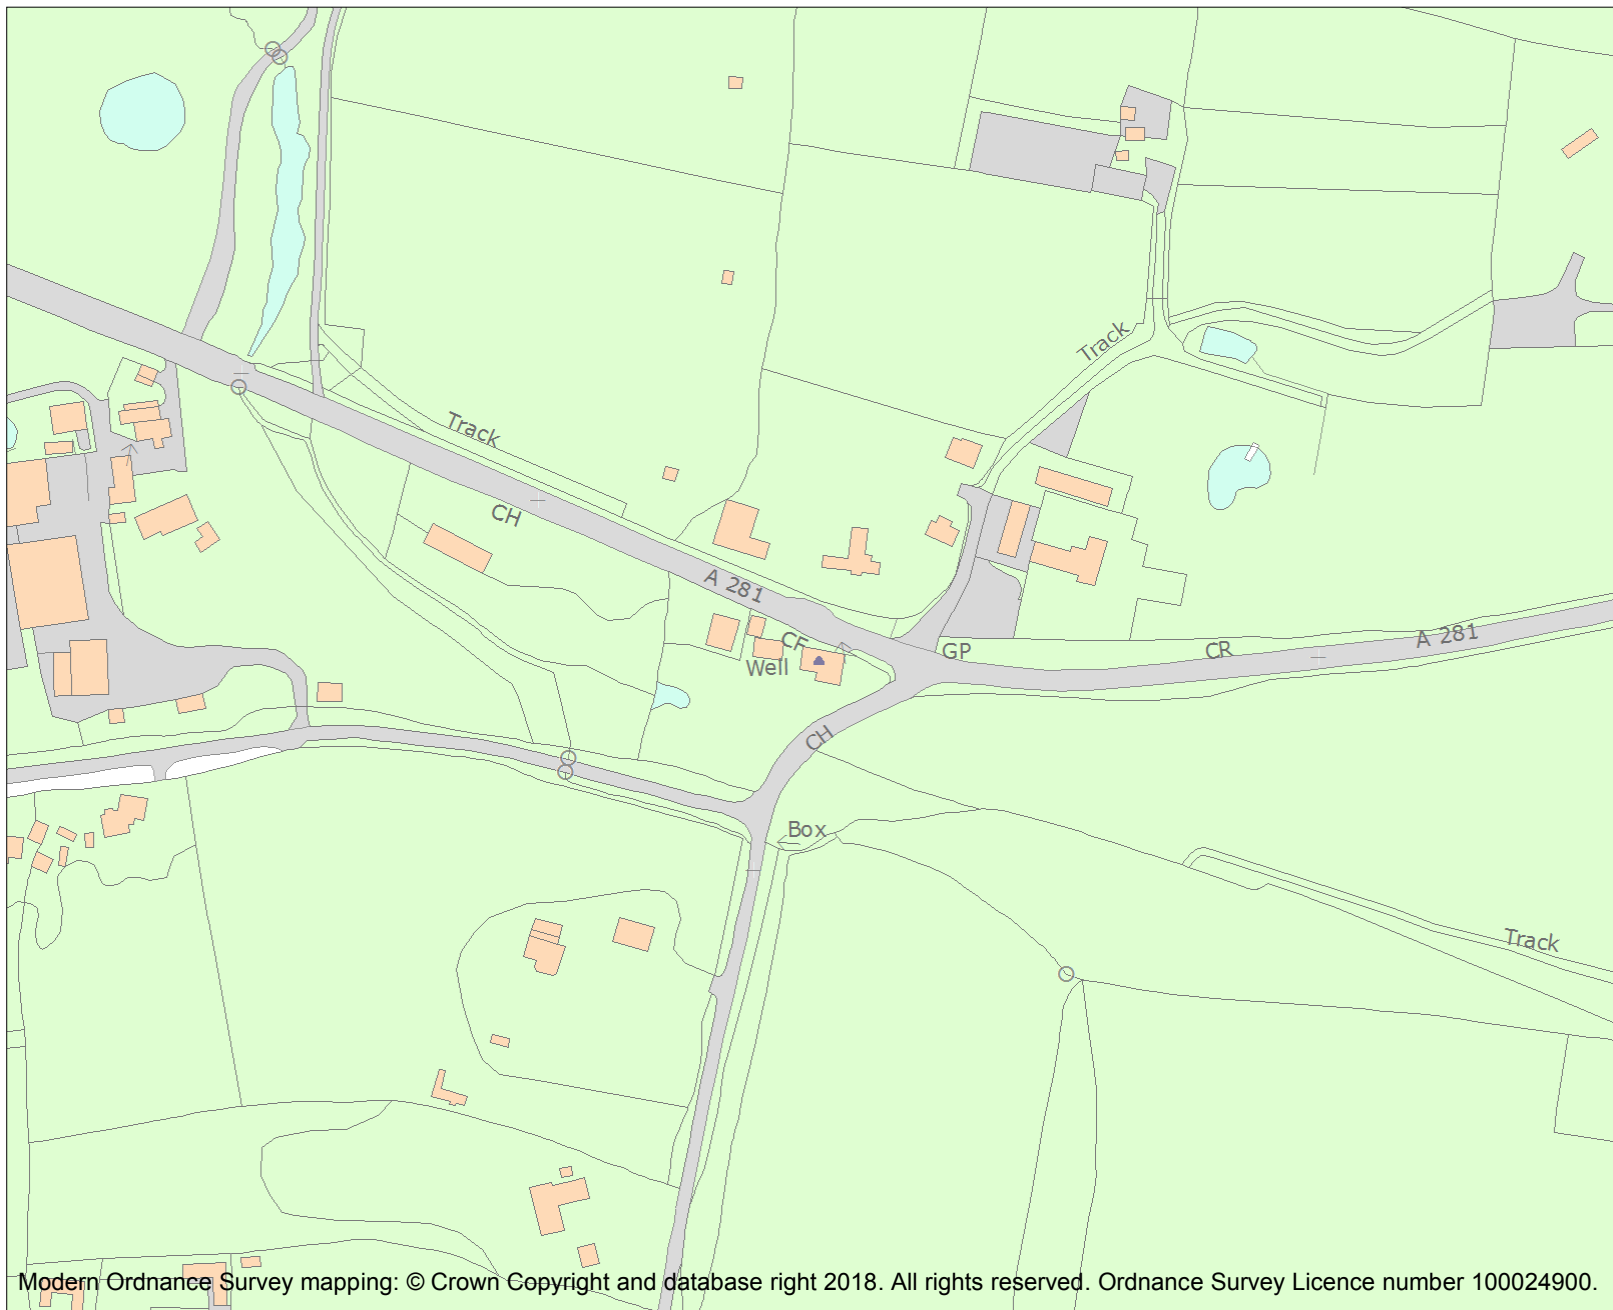 Track
Track
CH
A 281
CF
Well
GP
CR
A 281
CH
Box
Track
Modern Ordnance Survey mapping: © Crown Copyright and database right 2018. All rights reserved. Ordnance Survey Licence number 100024900.